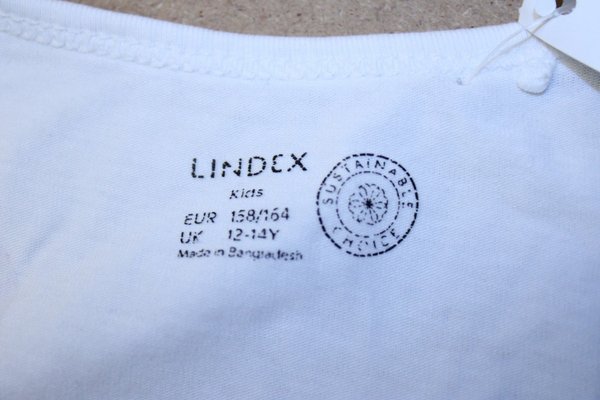 LINDEX
Kids
EUR 158/164
UK 12-14Y
Made in Bangladesh
SUSTAINABLE
CHOICE